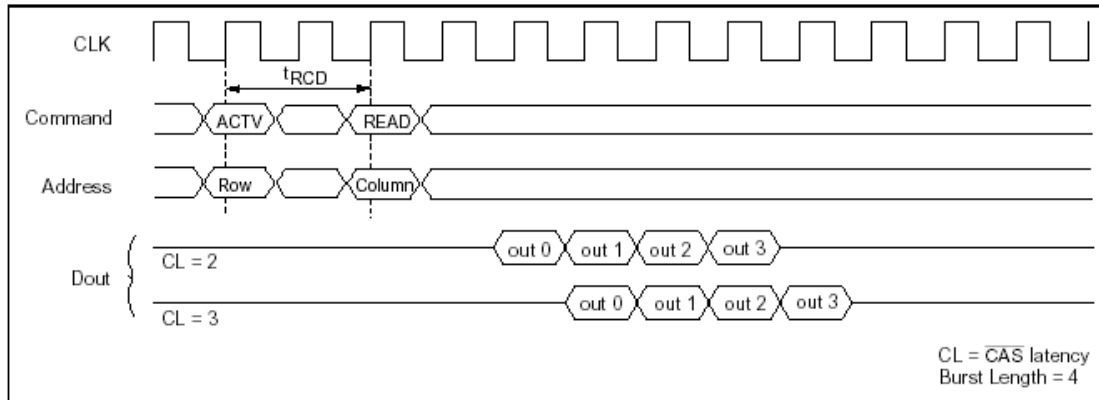 CLK
tRCD
Command
ACTV
READ
Address
Row
Column
Dout
CL = 2
out 0
out 1
out 2
out 3
CL = 3
out 0
out 1
out 2
out 3
CL = C̅A̅S̅ latency
Burst Length = 4